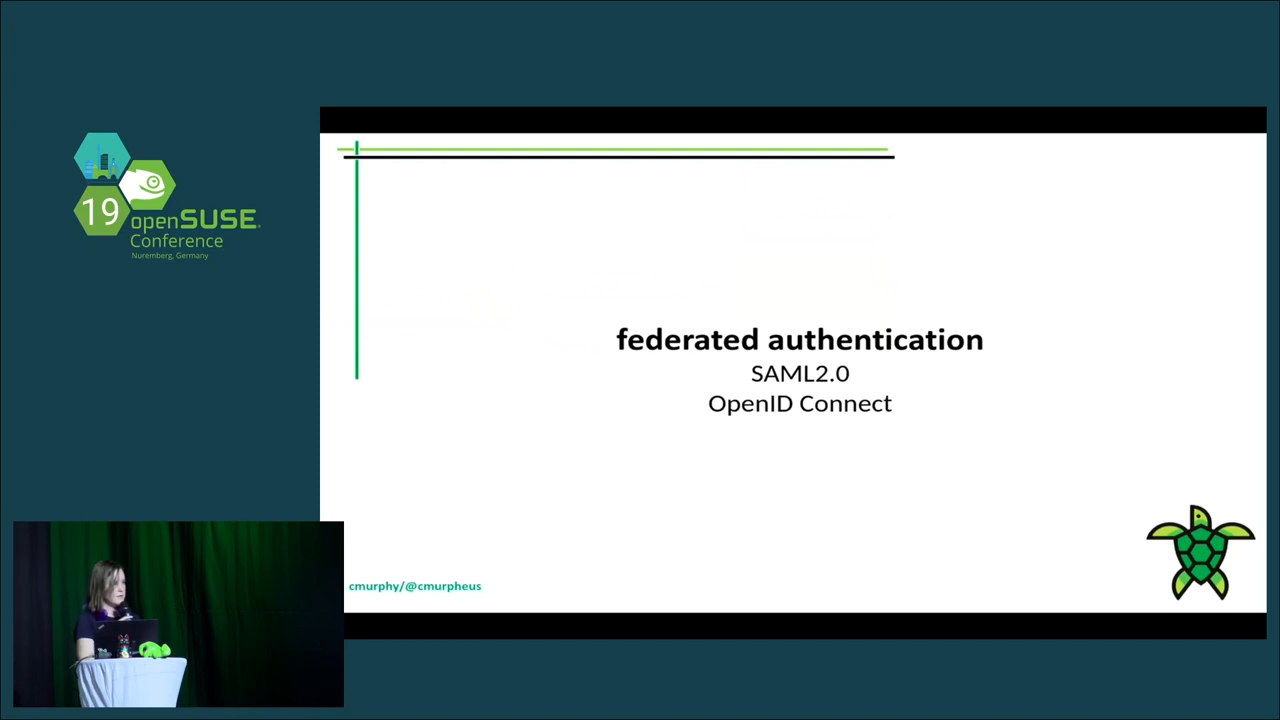 19
openSUSE
Conference
Nuremberg, Germany
federated authentication
SAML2.0
OpenID Connect
cmurphy/@cmurpheus